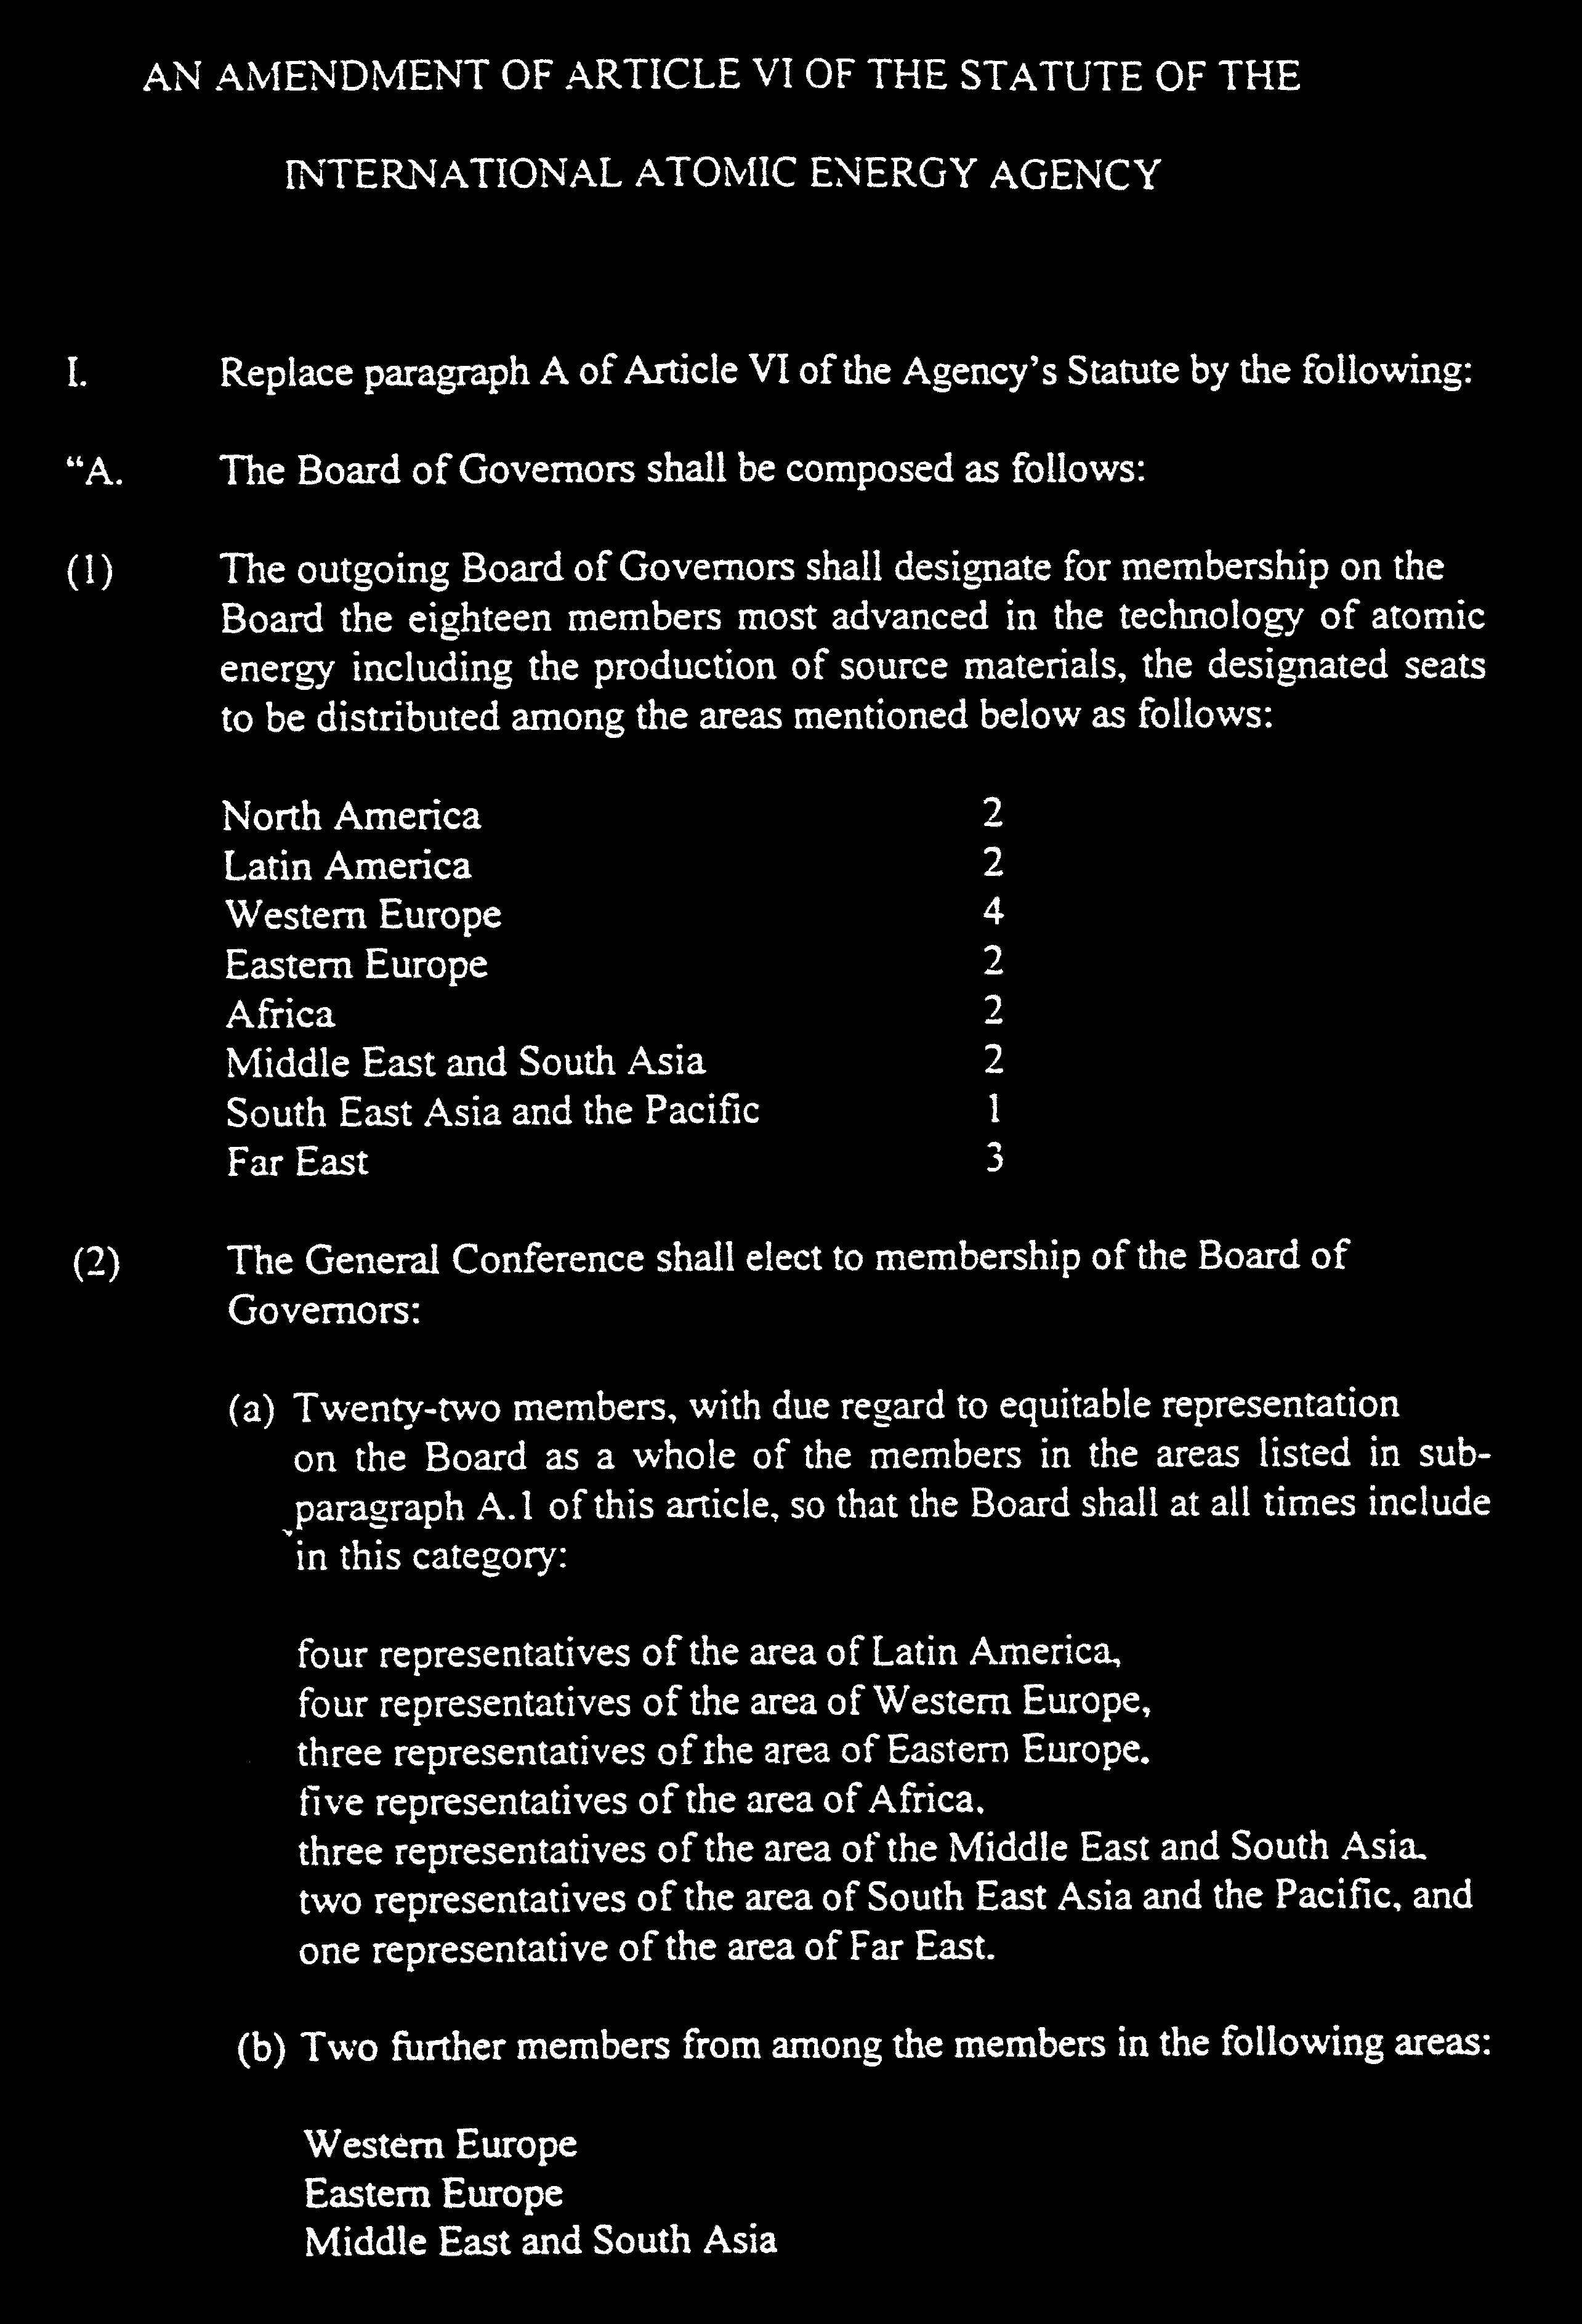 AN AMENDMENT OF ARTICLE VI OF THE STATUTE OF THE
INTERNATIONAL ATOMIC ENERGY AGENCY
I. Replace paragraph A of Article VI of the Agency's Statute by the following:
“A. The Board of Governors shall be composed as follows:
(1) The outgoing Board of Governors shall designate for membership on the
Board the eighteen members most advanced in the technology of atomic
energy including the production of source materials, the designated seats
to be distributed among the areas mentioned below as follows:
North America 2
Latin America 2
Western Europe 4
Eastern Europe 2
Africa 2
Middle East and South Asia 2
South East Asia and the Pacific 1
Far East 3
(2) The General Conference shall elect to membership of the Board of
Governors:
(a) Twenty-two members, with due regard to equitable representation
on the Board as a whole of the members in the areas listed in sub-
paragraph A.1 of this article, so that the Board shall at all times include
in this category:
four representatives of the area of Latin America,
four representatives of the area of Western Europe,
three representatives of the area of Eastern Europe,
five representatives of the area of Africa,
three representatives of the area of the Middle East and South Asia,
two representatives of the area of South East Asia and the Pacific, and
one representative of the area of Far East.
(b) Two further members from among the members in the following areas:
Western Europe
Eastern Europe
Middle East and South Asia